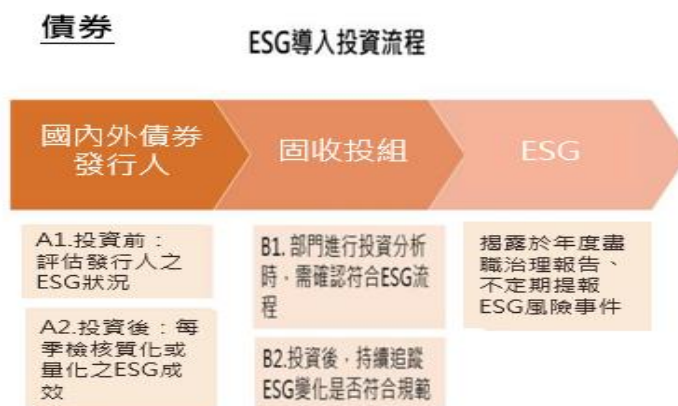 債券
ESG導入投資流程
國內外債券
發行人
固收投組
ESG
A1.投資前：
評估發行人之
ESG狀況
A2.投資後：每
季檢核質化或
量化之ESG成
效
B1. 部門進行投資分析
時，需確認符合ESG流
程
B2.投資後，持續追蹤
ESG變化是否符合規範
揭露於年度盡
職治理報告、
不定期提報
ESG風險事件